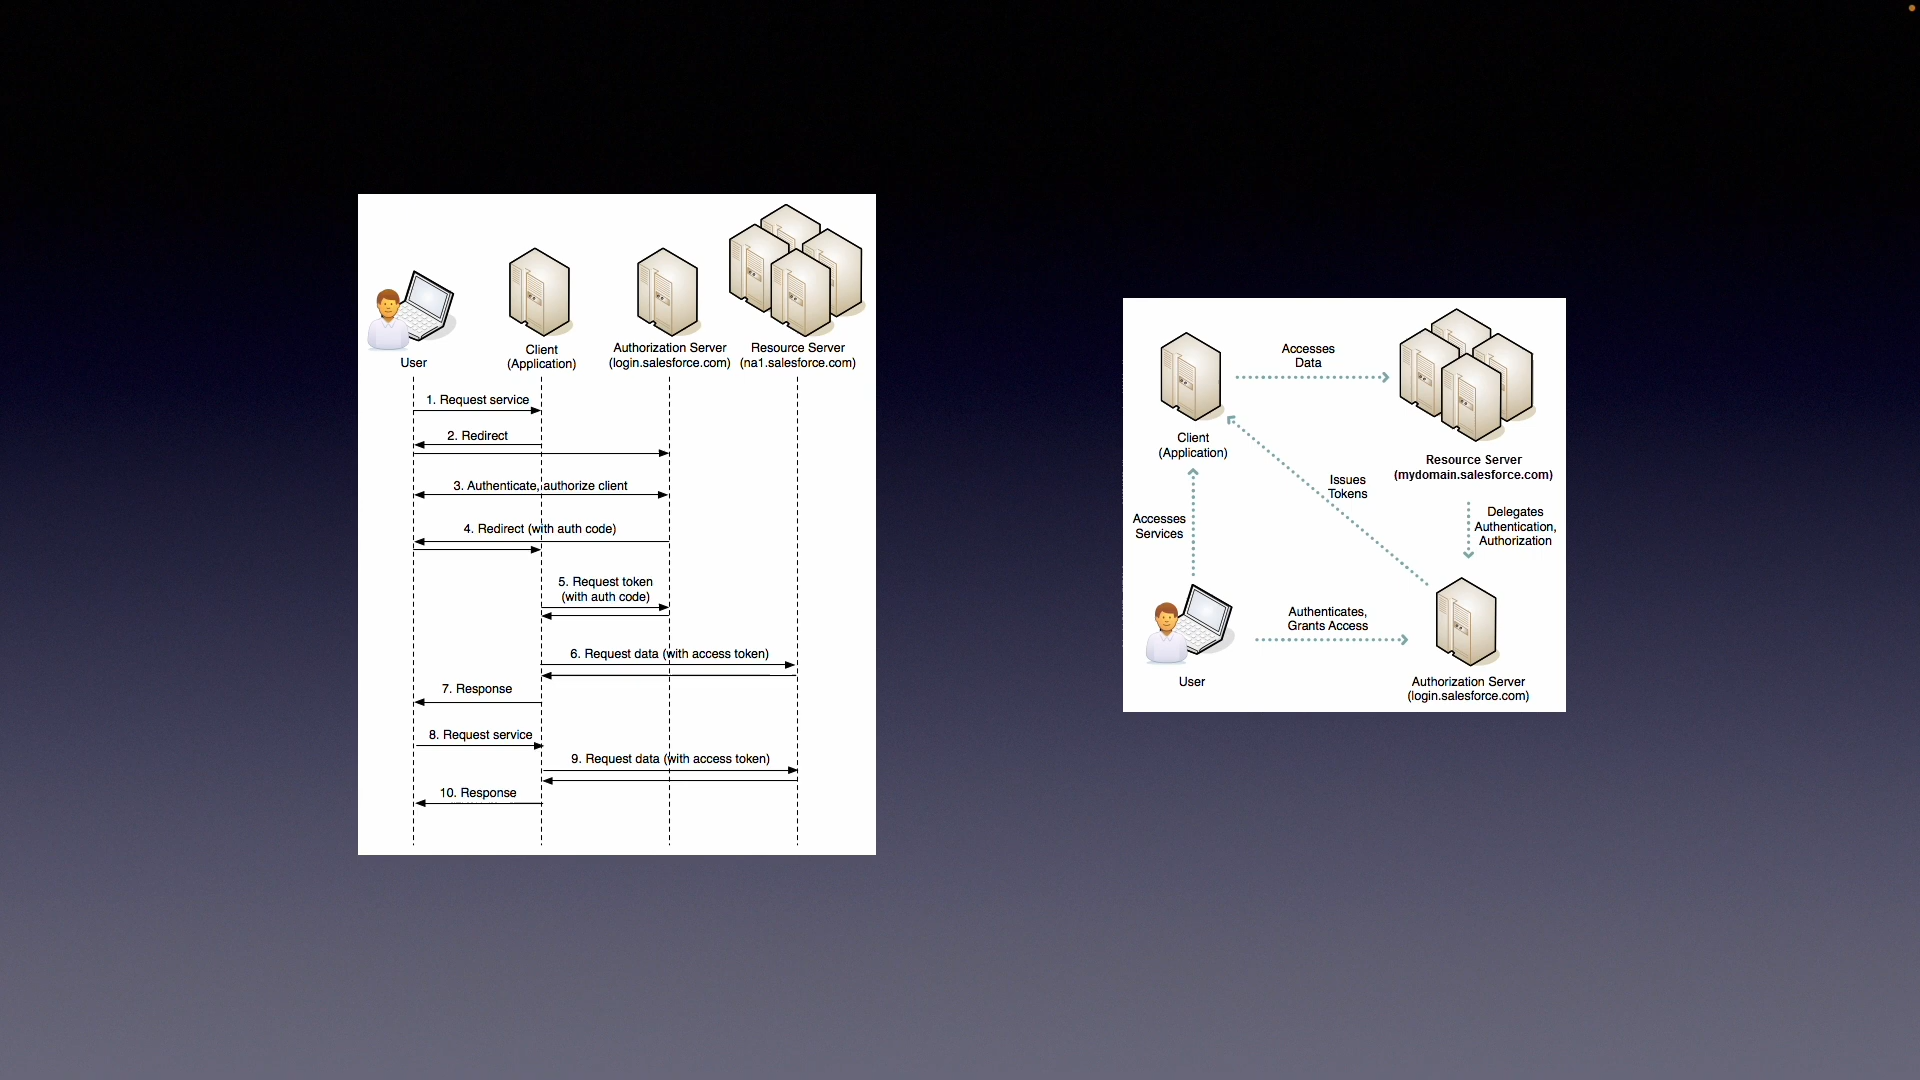 User
Client
(Application)
Authorization Server
(login.salesforce.com)
Resource Server
(na1.salesforce.com)
1. Request service
2. Redirect
3. Authenticate, authorize client
4. Redirect (with auth code)
5. Request token
(with auth code)
6. Request data (with access token)
7. Response
8. Request service
9. Request data (with access token)
10. Response
Accesses
Data
Client
(Application)
Resource Server
(mydomain.salesforce.com)
Issues
Tokens
Accesses
Services
Delegates
Authentication,
Authorization
Authenticates,
Grants Access
User
Authorization Server
(login.salesforce.com)